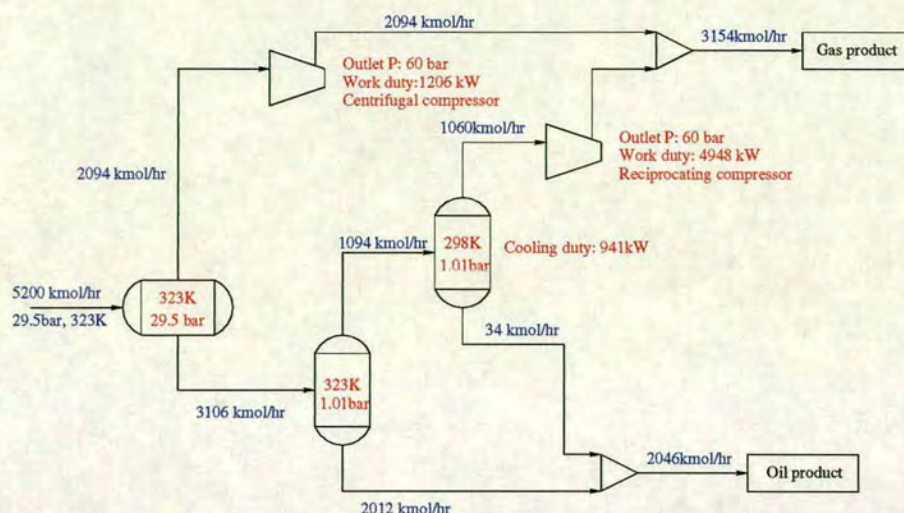 2094 kmol/hr
3154kmol/hr
Gas product
Outlet P: 60 bar
Work duty:1206 kW
Centrifugal compressor
1060kmol/hr
Outlet P: 60 bar
Work duty: 4948 kW
Reciprocating compressor
2094 kmol/hr
1094 kmol/hr
298K
1.01bar
Cooling duty: 941kW
5200 kmol/hr
29.5bar, 323K
323K
29.5 bar
34 kmol/hr
3106 kmol/hr
323K
1.01bar
2046kmol/hr
Oil product
2012 kmol/hr